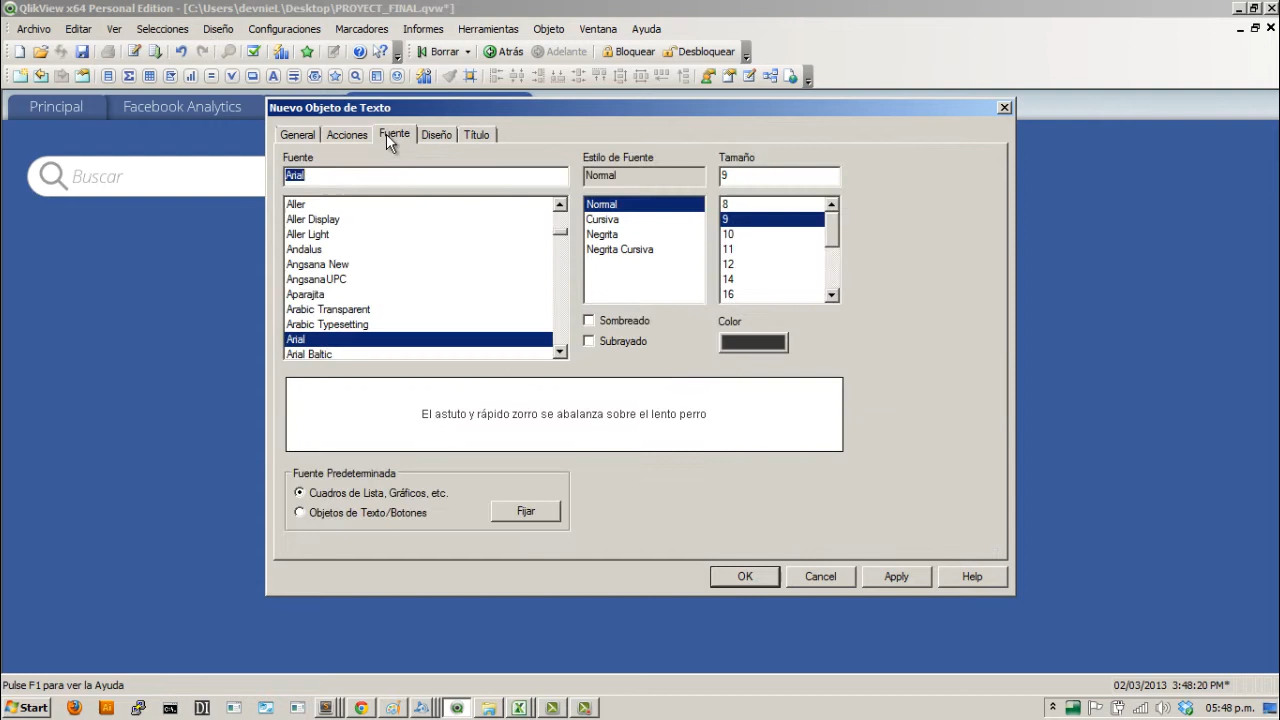 QlikView x64 Personal Edition - [C:\Users\devnieL\Desktop\PROYECT_FINAL.qvw*]
Archivo Editar Ver Selecciones Diseño Configuraciones Marcadores Informes Herramientas Objeto Ventana Ayuda
Borrar Atrás Adelante Bloquear Desbloquear
Principal Facebook Analytics
Buscar
Nuevo Objeto de Texto
General Acciones Fuente Diseño Título
Fuente Estilo de Fuente Tamaño
Arial Normal 9
Aller Normal 8
Aller Display Cursiva 9
Aller Light Negrita 10
Andalus Negrita Cursiva 11
Angsana New 12
AngsanaUPC 14
Aparajita 16
Arabic Transparent
Arabic Typesetting
Arial
Arial Baltic
Sombreado Color
Subrayado
El astuto y rápido zorro se abalanza sobre el lento perro
Fuente Predeterminada
Cuadros de Lista, Gráficos, etc.
Objetos de Texto/Botones Fijar
OK Cancel Apply Help
Pulse F1 para ver la Ayuda 02/03/2013 3:48:20 PM*
Start DI 05:48 p.m.